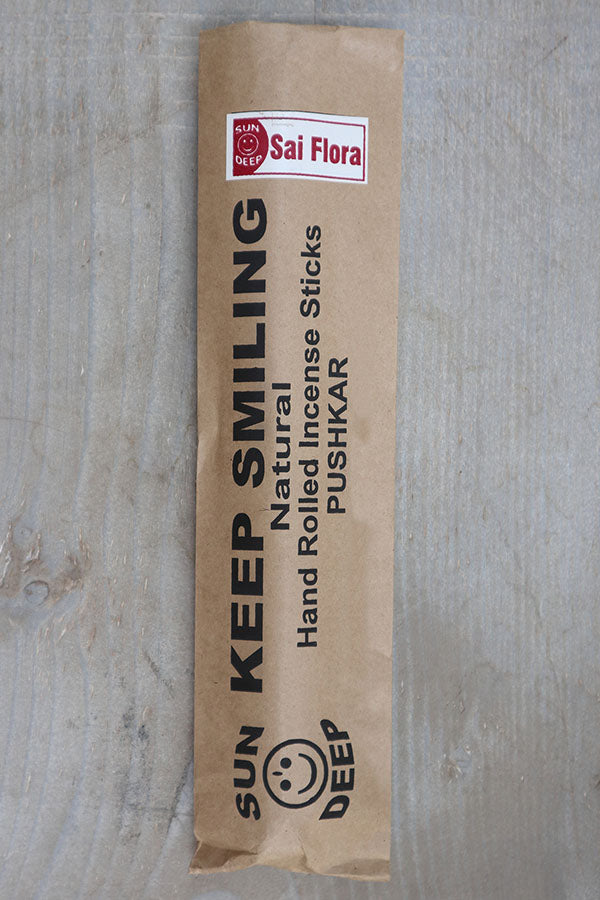 SUN
DEEP
Sai Flora
KEEP SMILING
Natural
Hand Rolled Incense Sticks
PUSHKAR
SUN
DEEP